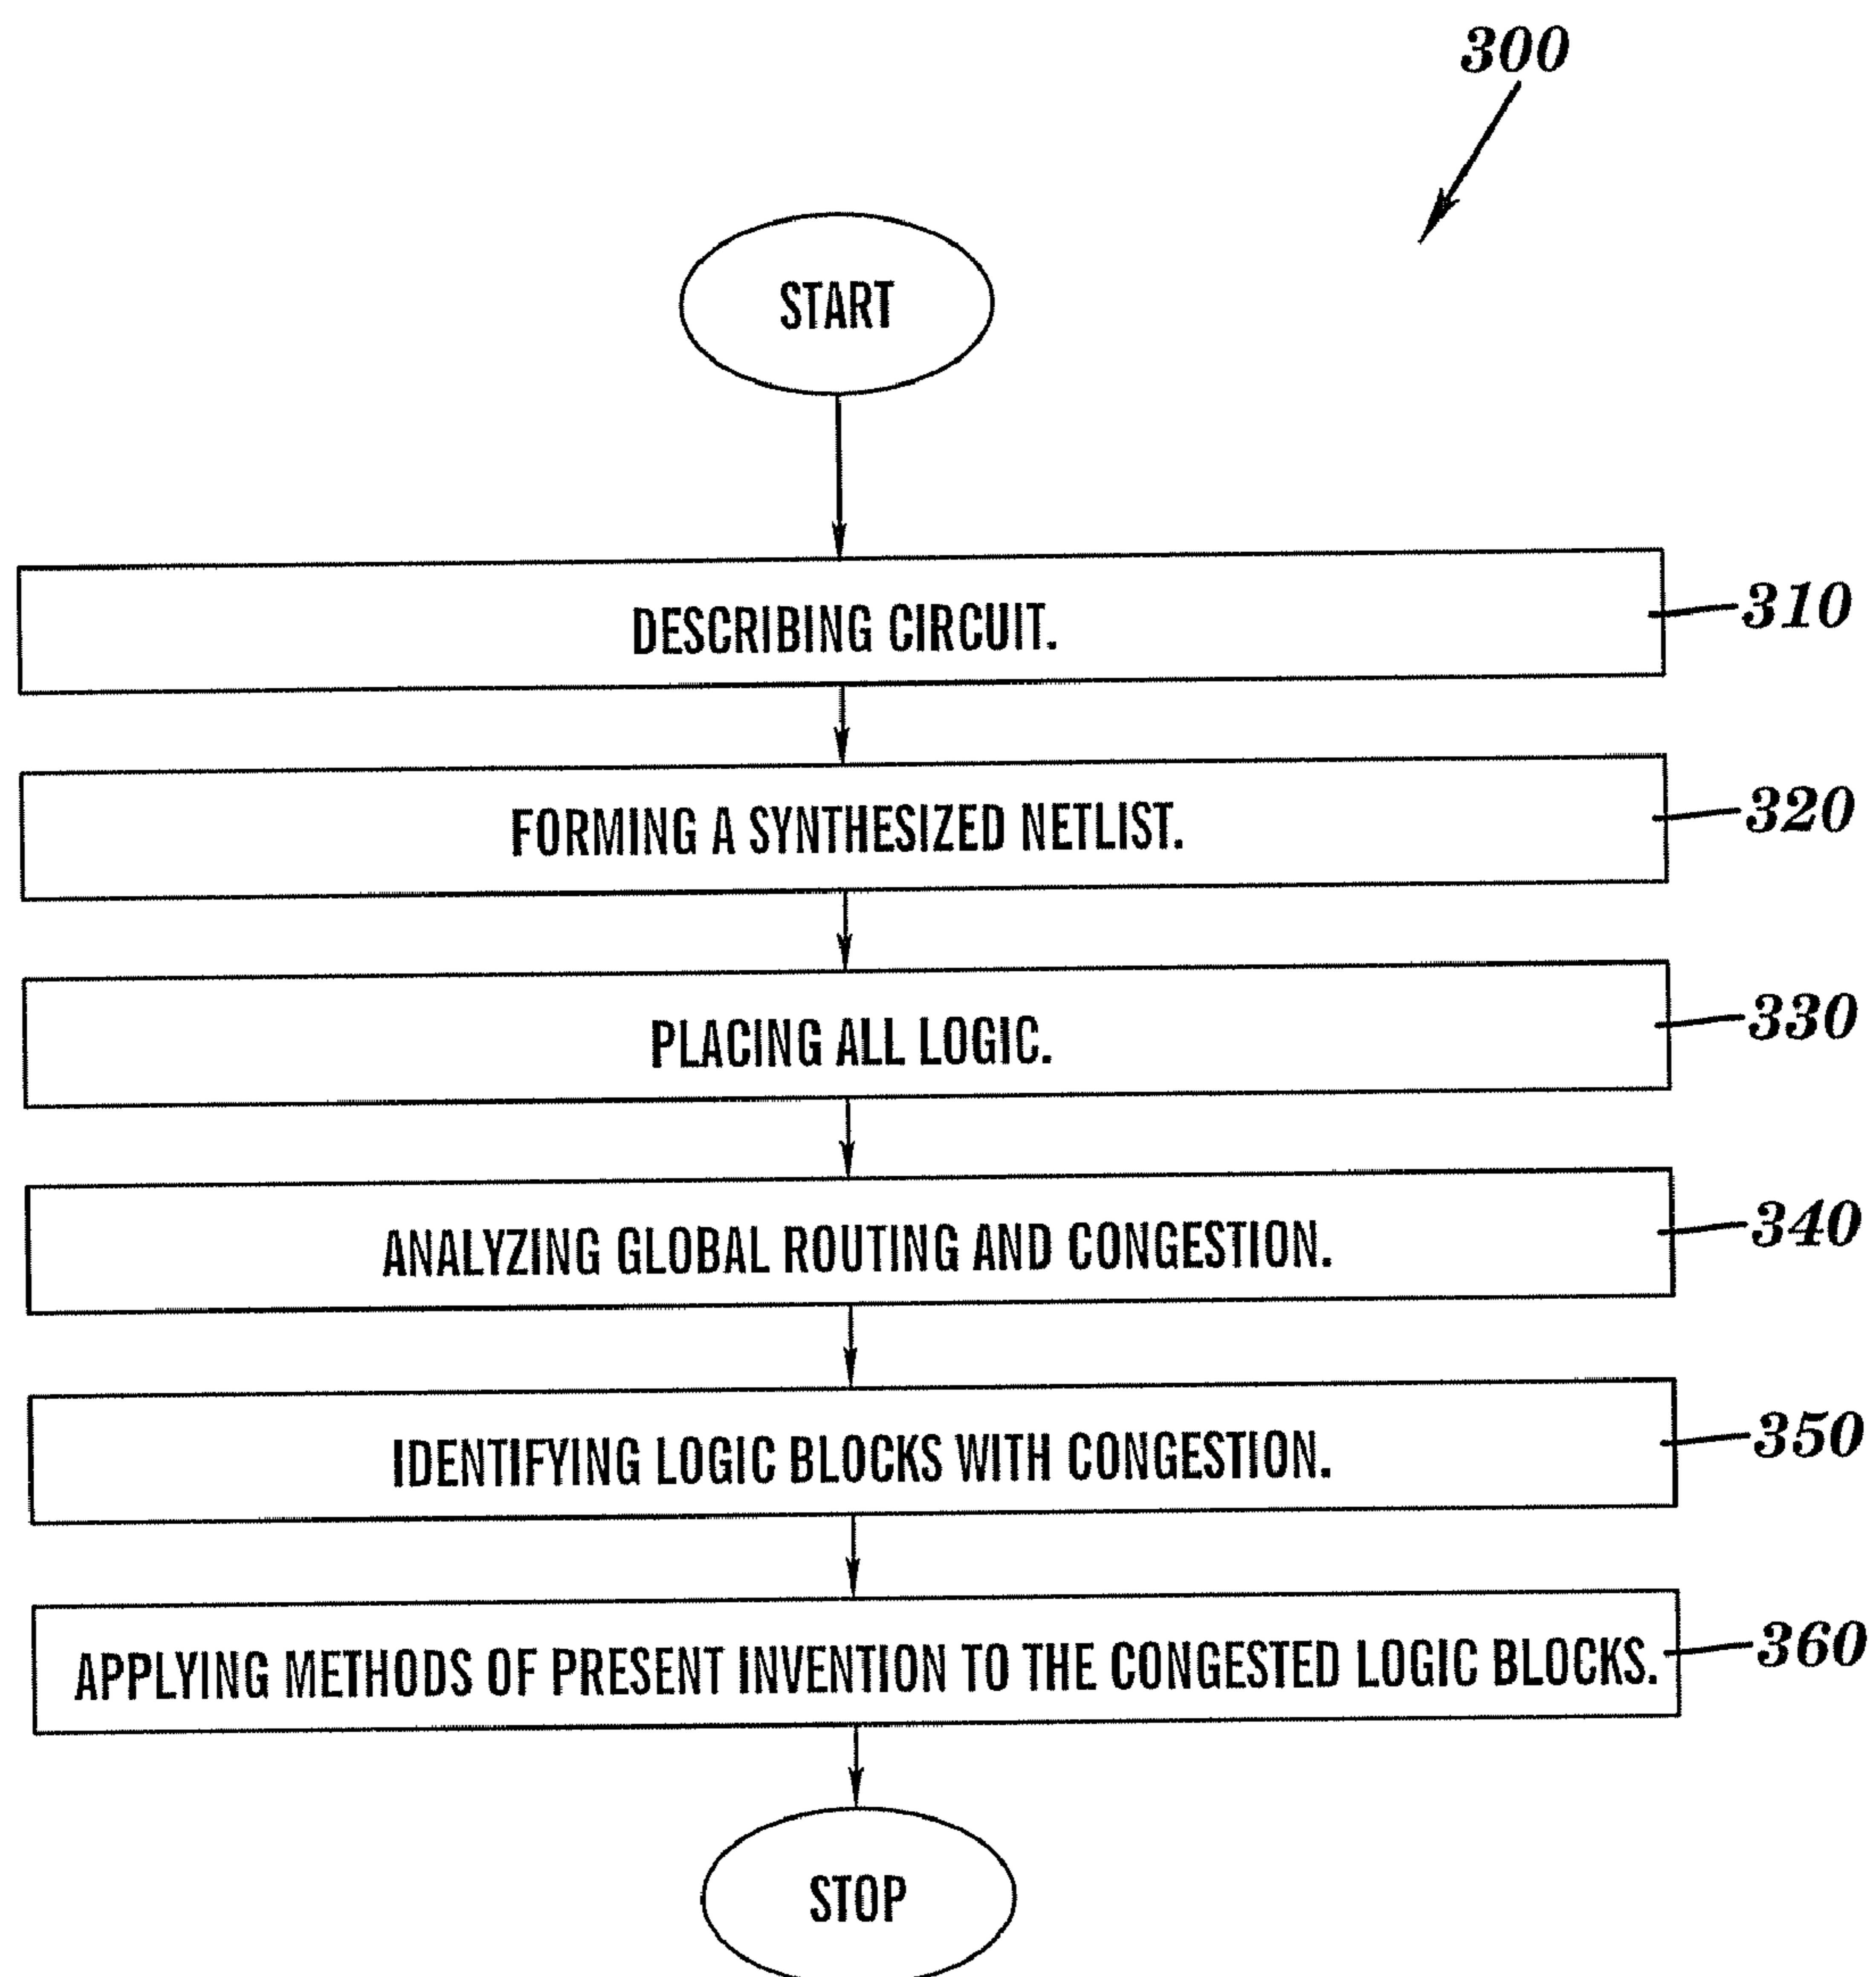 300
START
DESCRIBING CIRCUIT.
310
FORMING A SYNTHESIZED NETLIST.
320
PLACING ALL LOGIC.
330
ANALYZING GLOBAL ROUTING AND CONGESTION.
340
IDENTIFYING LOGIC BLOCKS WITH CONGESTION.
350
APPLYING METHODS OF PRESENT INVENTION TO THE CONGESTED LOGIC BLOCKS.
360
STOP